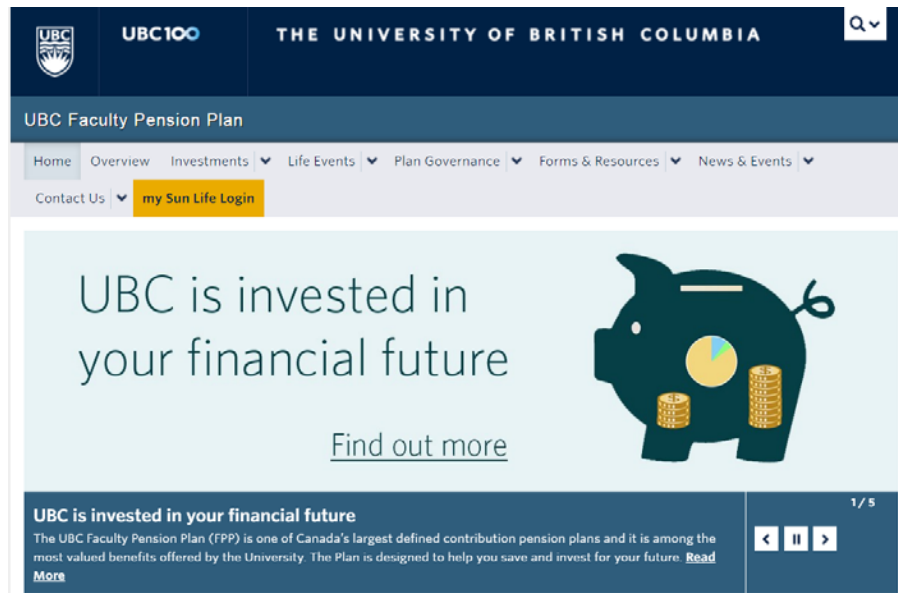 UBC
UBC100
THE UNIVERSITY OF BRITISH COLUMBIA
UBC Faculty Pension Plan
Home Overview Investments Life Events Plan Governance Forms & Resources News & Events
Contact Us my Sun Life Login
UBC is invested in
your financial future
Find out more
UBC is invested in your financial future
The UBC Faculty Pension Plan (FPP) is one of Canada's largest defined contribution pension plans and it is among the
most valued benefits offered by the University. The Plan is designed to help you save and invest for your future. Read
More
1 / 5